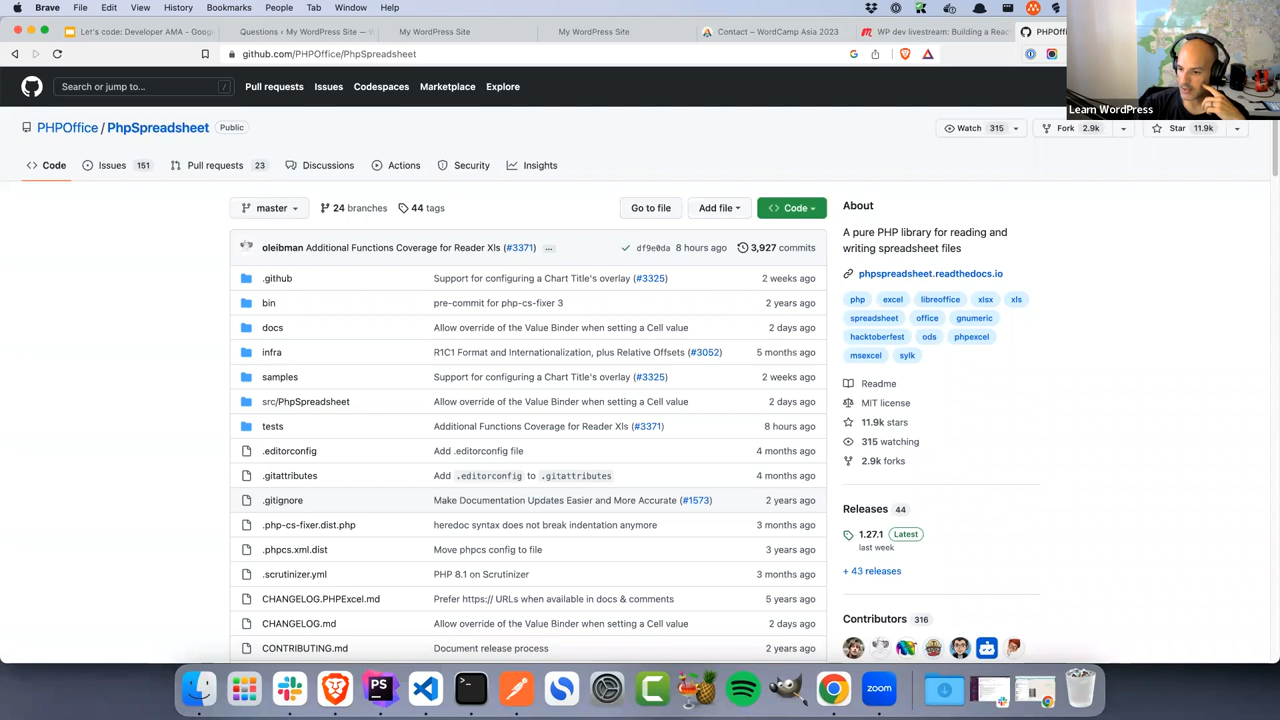 Brave File Edit View History Bookmarks People Tab Window Help
Let's code: Developer AMA - Goog
Questions ‹ My WordPress Site — W
My WordPress Site
My WordPress Site
Contact – WordCamp Asia 2023
WP dev livestream: Building a Rea
PHPOffi
github.com/PHPOffice/PhpSpreadsheet
Learn WordPress
Search or jump to... /
Pull requests Issues Codespaces Marketplace Explore
PHPOffice / PhpSpreadsheet Public
Watch 315
Fork 2.9k
Star 11.9k
Code Issues 151 Pull requests 23 Discussions Actions Security Insights
master 24 branches 44 tags Go to file Add file Code
oleibman Additional Functions Coverage for Reader Xls (#3371) ... df9e0da 8 hours ago 3,927 commits
.github Support for configuring a Chart Title's overlay (#3325) 2 weeks ago
bin pre-commit for php-cs-fixer 3 2 years ago
docs Allow override of the Value Binder when setting a Cell value 2 days ago
infra R1C1 Format and Internationalization, plus Relative Offsets (#3052) 5 months ago
samples Support for configuring a Chart Title's overlay (#3325) 2 weeks ago
src/PhpSpreadsheet Allow override of the Value Binder when setting a Cell value 2 days ago
tests Additional Functions Coverage for Reader Xls (#3371) 8 hours ago
.editorconfig Add .editorconfig file 4 months ago
.gitattributes Add .editorconfig to .gitattributes 4 months ago
.gitignore Make Documentation Updates Easier and More Accurate (#1573) 2 years ago
.php-cs-fixer.dist.php heredoc syntax does not break indentation anymore 3 months ago
.phpcs.xml.dist Move phpcs config to file 3 years ago
.scrutinizer.yml PHP 8.1 on Scrutinizer 3 months ago
CHANGELOG.PHPExcel.md Prefer https:// URLs when available in docs & comments 5 years ago
CHANGELOG.md Allow override of the Value Binder when setting a Cell value 2 days ago
CONTRIBUTING.md Document release process 2 years ago
About
A pure PHP library for reading and
writing spreadsheet files
phpspreadsheet.readthedocs.io
php excel libreoffice xlsx xls
spreadsheet office gnumeric
hacktoberfest ods phpexcel
msexcel sylk
Readme
MIT license
11.9k stars
315 watching
2.9k forks
Releases 44
1.27.1 Latest
last week
+ 43 releases
Contributors 316
PS
zoom